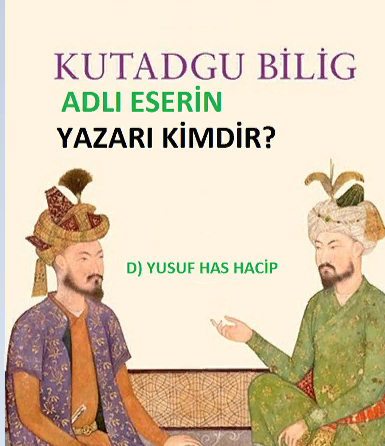 KUTADGU BİLİG
ADLI ESERİN
YAZARI KİMDİR?
D) YUSUF HAS HACİP